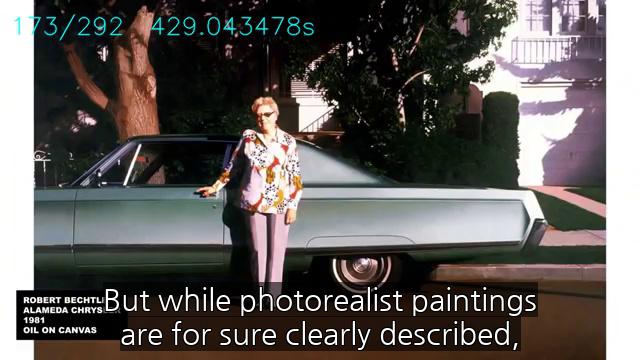 173/292 429.043478s
ROBERT BECHTL
ALAMEDA CHRYS
1981
OIL ON CANVAS
But while photorealist paintings
are for sure clearly described,